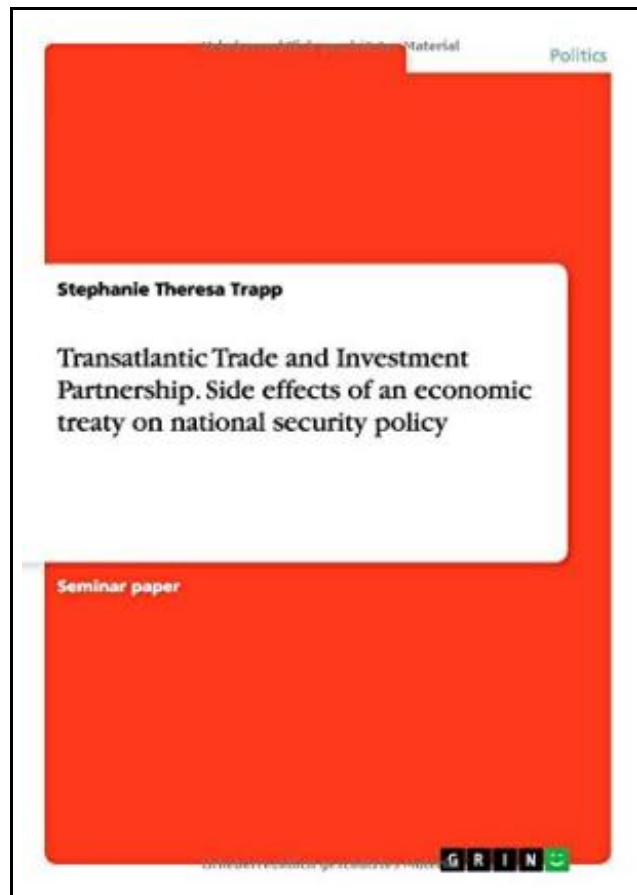 Material
Politics
Stephanie Theresa Trapp
Transatlantic Trade and Investment
Partnership. Side effects of an economic
treaty on national security policy
Seminar paper
GRIN